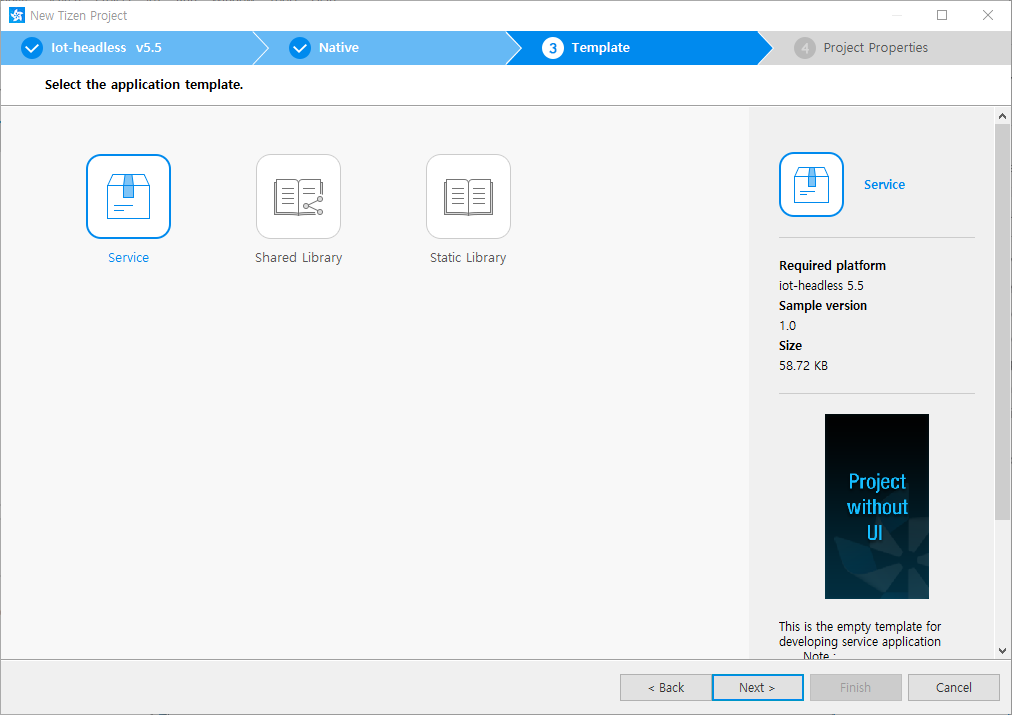 New Tizen Project
Iot-headless v5.5
Native
3 Template
4 Project Properties
Select the application template.
Service
Shared Library
Static Library
Service
Required platform
iot-headless 5.5
Sample version
1.0
Size
58.72 KB
Project
without
UI
This is the empty template for
developing service application
Note :
< Back
Next >
Finish
Cancel